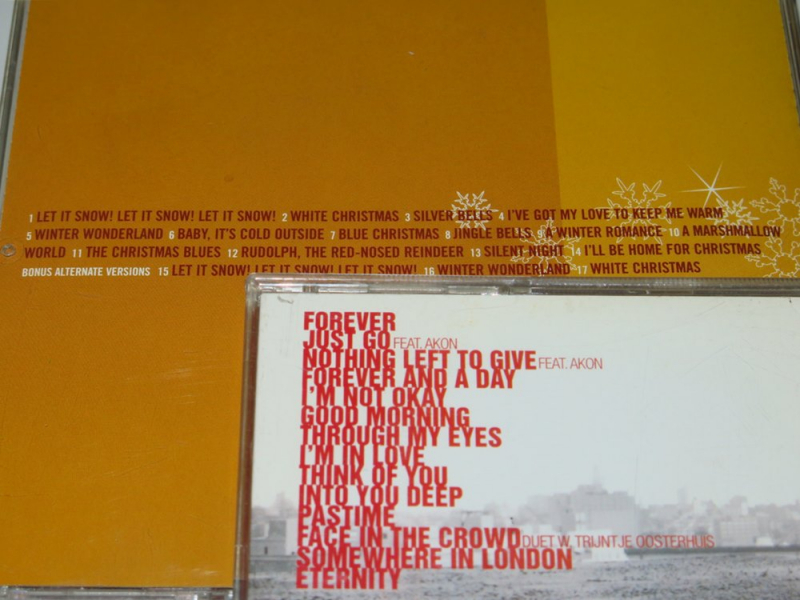 1 LET IT SNOW! LET IT SNOW! LET IT SNOW! 2 WHITE CHRISTMAS 3 SILVER BELLS 4 I'VE GOT MY LOVE TO KEEP ME WARM
5 WINTER WONDERLAND 6 BABY, IT'S COLD OUTSIDE 7 BLUE CHRISTMAS 8 JINGLE BELLS 9 A WINTER ROMANCE 10 A MARSHMALLOW
WORLD 11 THE CHRISTMAS BLUES 12 RUDOLPH, THE RED-NOSED REINDEER 13 SILENT NIGHT 14 I'LL BE HOME FOR CHRISTMAS
BONUS ALTERNATE VERSIONS 15 LET IT SNOW! LET IT SNOW! LET IT SNOW! 16 WINTER WONDERLAND 17 WHITE CHRISTMAS
FOREVER
JUST GO FEAT. AKON
NOTHING LEFT TO GIVE FEAT. AKON
FOREVER AND A DAY
I'M NOT OKAY
GOOD MORNING
THROUGH MY EYES
I'M IN LOVE
THINK OF YOU
INTO YOU DEEP
PASTIME
FACE IN THE CROWD DUET W. TRIJNTJE OOSTERHUIS
SOMEWHERE IN LONDON
ETERNITY